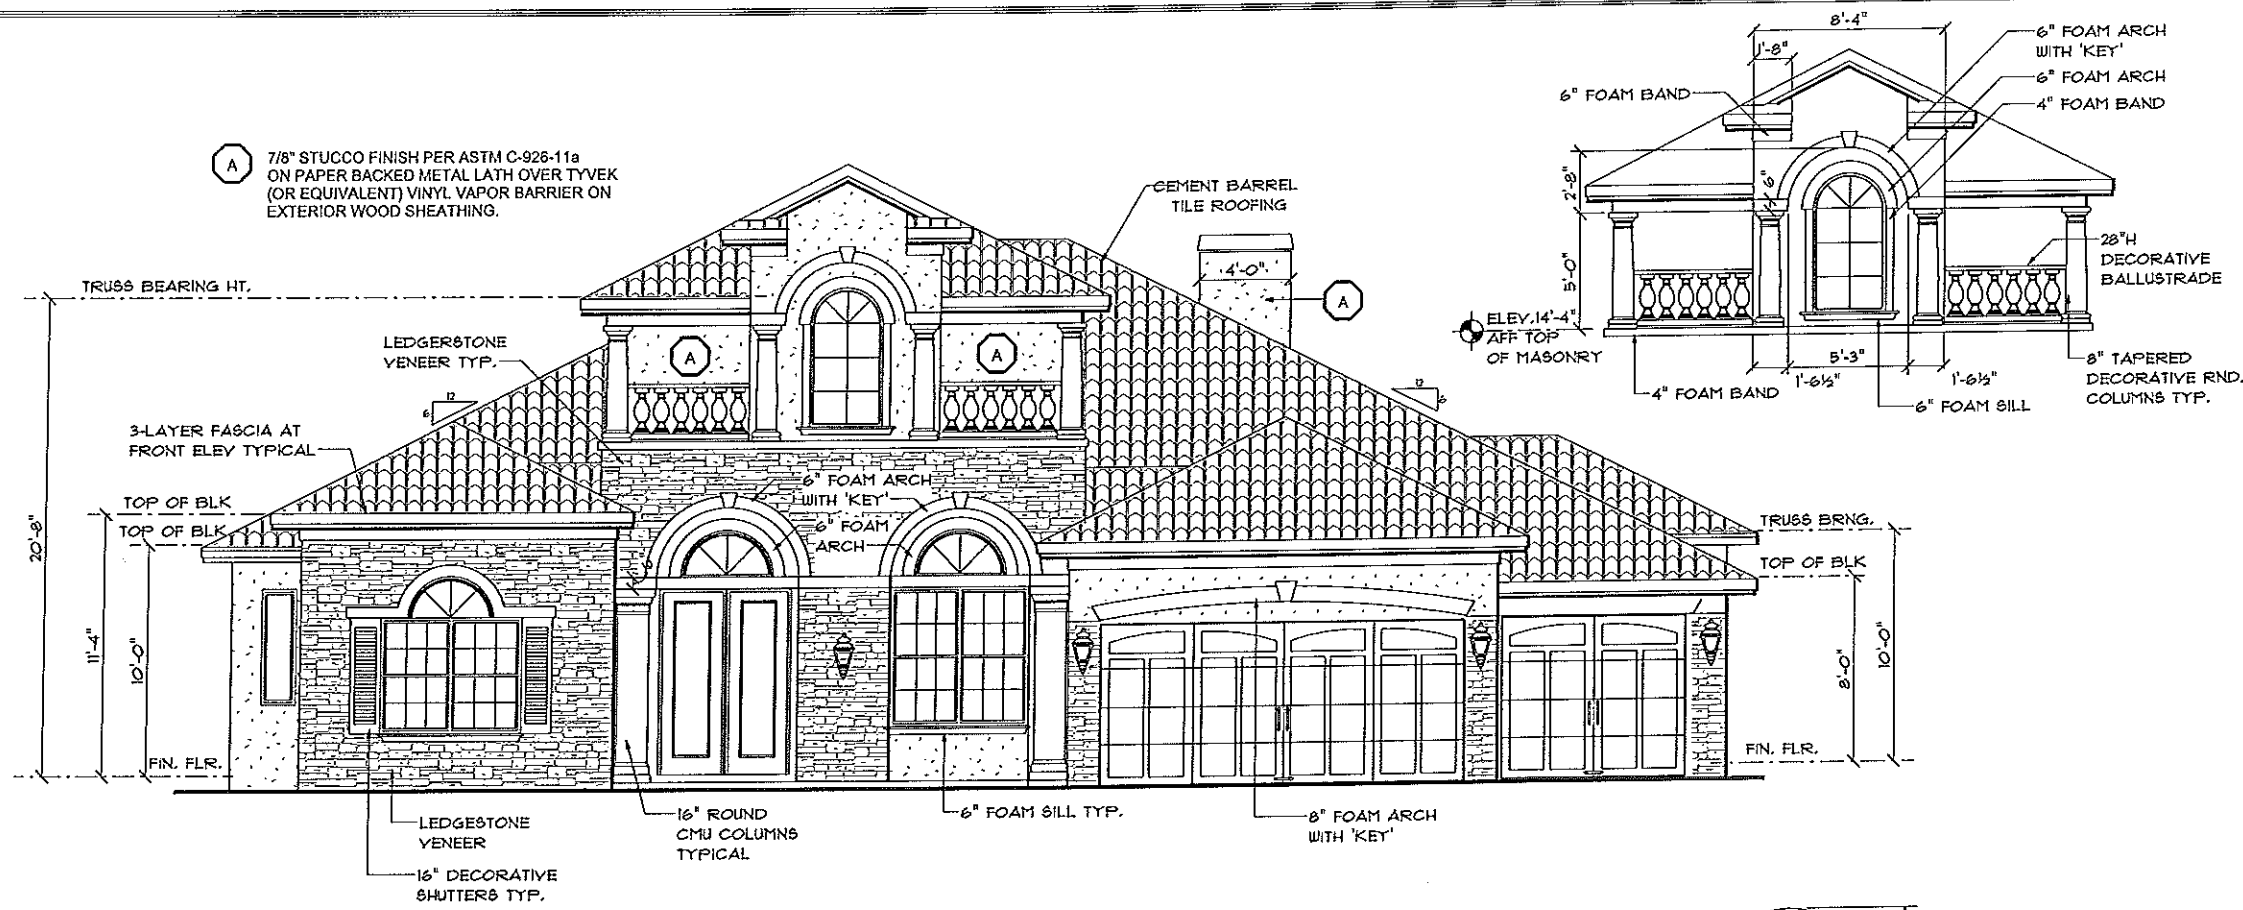 A
7/8" STUCCO FINISH PER ASTM C-926-11a
ON PAPER BACKED METAL LATH OVER TYVEK
(OR EQUIVALENT) VINYL VAPOR BARRIER ON
EXTERIOR WOOD SHEATHING.
8'-4"
1'-8"
6" FOAM ARCH
WITH 'KEY'
6" FOAM ARCH
4" FOAM BAND
6" FOAM BAND
2'-8"
6"
5'-0"
28"H
DECORATIVE
BALLUSTRADE
ELEV. 14'-4"
AFF TOP
OF MASONRY
5'-3"
1'-6½"
1'-6½"
8" TAPERED
DECORATIVE RND.
COLUMNS TYP.
4" FOAM BAND
6" FOAM SILL
CEMENT BARREL
TILE ROOFING
4'-0"
A
TRUSS BEARING HT.
LEDGERSTONE
VENEER TYP.
A
A
12
6
12
6
3-LAYER FASCIA AT
FRONT ELEV TYPICAL
TOP OF BLK
TOP OF BLK
6" FOAM ARCH
WITH 'KEY'
6" FOAM
ARCH
6"
TRUSS BRNG.
TOP OF BLK
20'-8"
11'-4"
10'-0"
8'-0"
10'-0"
FIN. FLR.
FIN. FLR.
LEDGESTONE
VENEER
16" DECORATIVE
SHUTTERS TYP.
16" ROUND
CMU COLUMNS
TYPICAL
6" FOAM SILL TYP.
8" FOAM ARCH
WITH 'KEY'